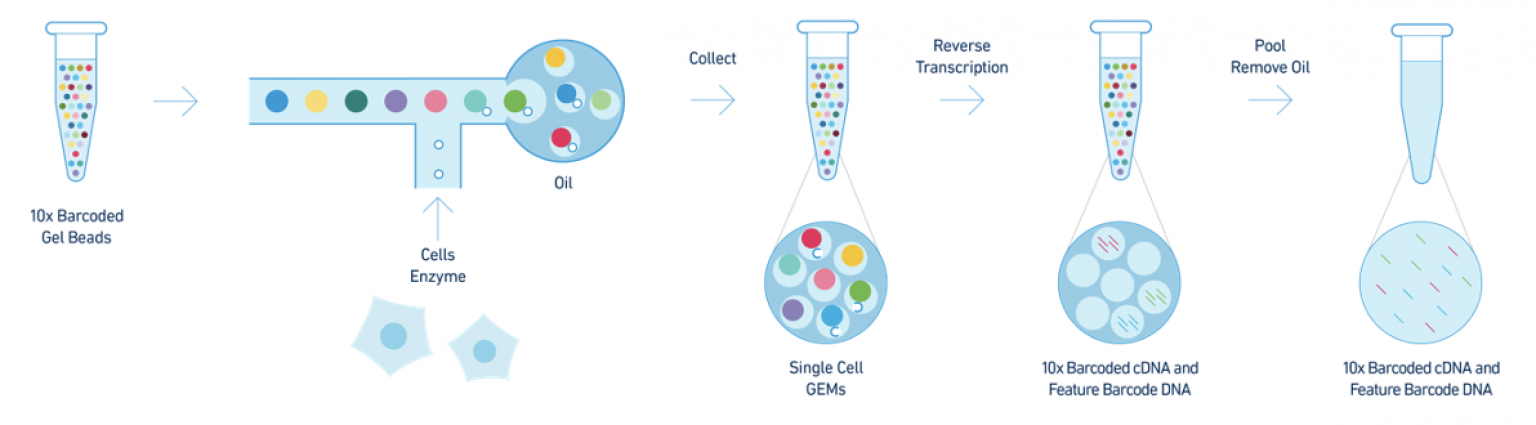 10x Barcoded
Gel Beads
Cells
Enzyme
Oil
Collect
Single Cell
GEMs
Reverse
Transcription
10x Barcoded cDNA and
Feature Barcode DNA
Pool
Remove Oil
10x Barcoded cDNA and
Feature Barcode DNA